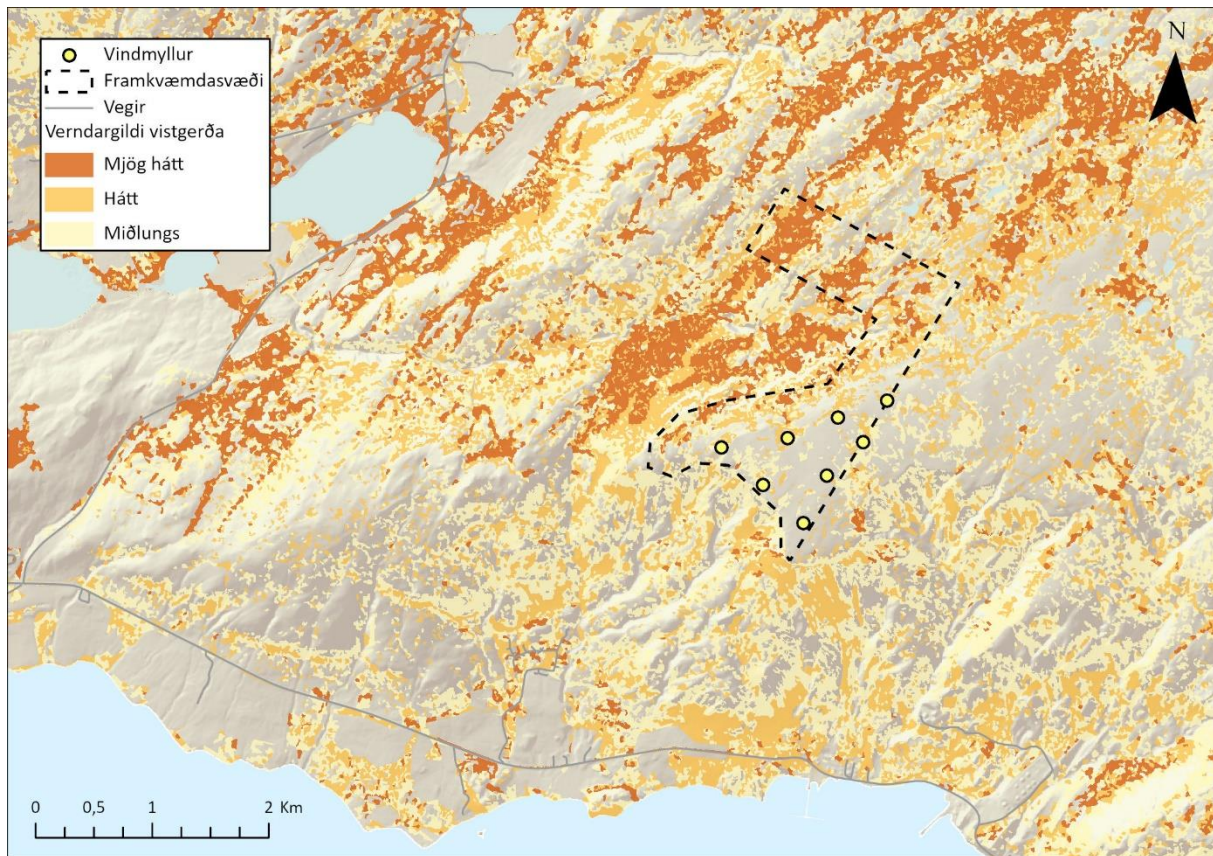 Vindmyllur
Framkvæmdasvæði
Vegir
Verndargildi vistgerða
Mjög hátt
Hátt
Miðlungs
N
0 0,5 1 2 Km